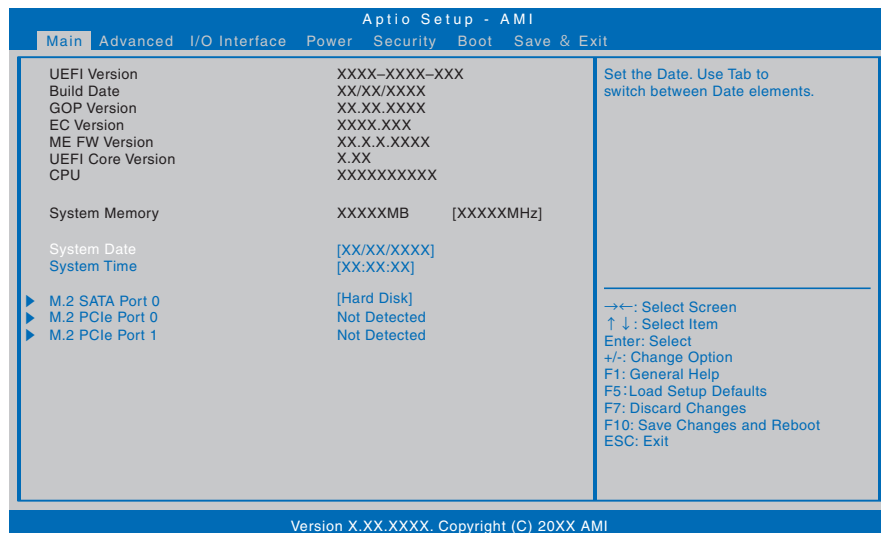 Aptio Setup - AMI
Main Advanced I/O Interface Power Security Boot Save & Exit
UEFI Version XXXX–XXXX–XXX
Build Date XX/XX/XXXX
GOP Version XX.XX.XXXX
EC Version XXXX.XXX
ME FW Version XX.X.X.XXXX
UEFI Core Version X.XX
CPU XXXXXXXXXX
System Memory XXXXXMB [XXXXXMHz]
System Date [XX/XX/XXXX]
System Time [XX:XX:XX]
M.2 SATA Port 0 [Hard Disk]
M.2 PCIe Port 0 Not Detected
M.2 PCIe Port 1 Not Detected
Set the Date. Use Tab to
switch between Date elements.
→←: Select Screen
↑↓: Select Item
Enter: Select
+/-: Change Option
F1: General Help
F5:Load Setup Defaults
F7: Discard Changes
F10: Save Changes and Reboot
ESC: Exit
Version X.XX.XXXX. Copyright (C) 20XX AMI